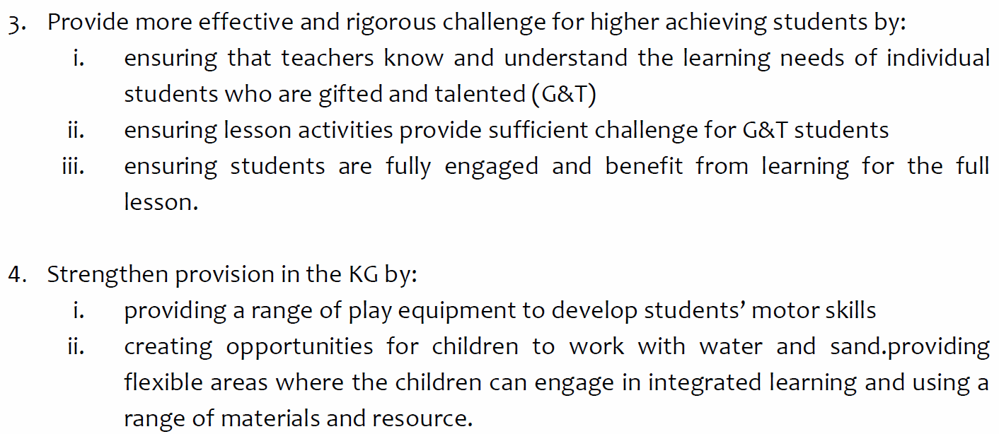 3. Provide more effective and rigorous challenge for higher achieving students by:
i. ensuring that teachers know and understand the learning needs of individual
students who are gifted and talented (G&T)
ii. ensuring lesson activities provide sufficient challenge for G&T students
iii. ensuring students are fully engaged and benefit from learning for the full
lesson.
4. Strengthen provision in the KG by:
i. providing a range of play equipment to develop students’ motor skills
ii. creating opportunities for children to work with water and sand.providing
flexible areas where the children can engage in integrated learning and using a
range of materials and resource.